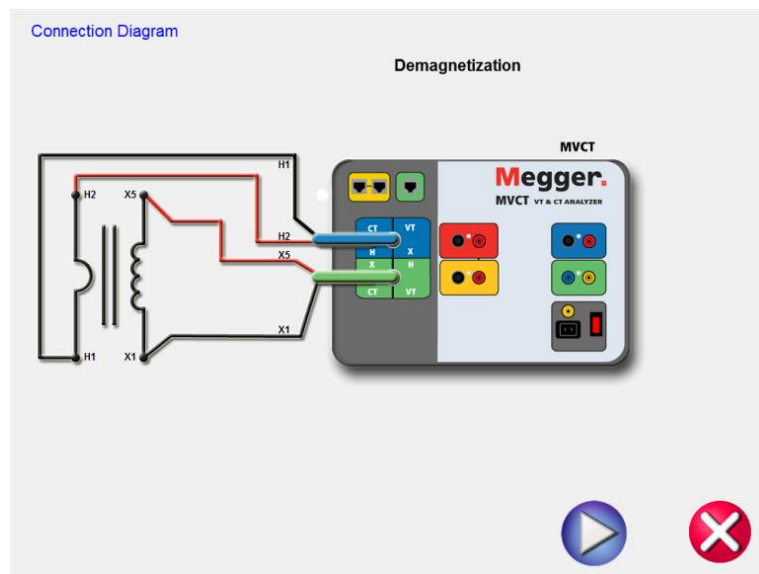 Connection Diagram
Demagnetization
MVCT
H1
Megger.
MVCT VT & CT ANALYZER
H2
X5
CT VT
H2
H X
X5
X H
CT VT
X1
H1
X1